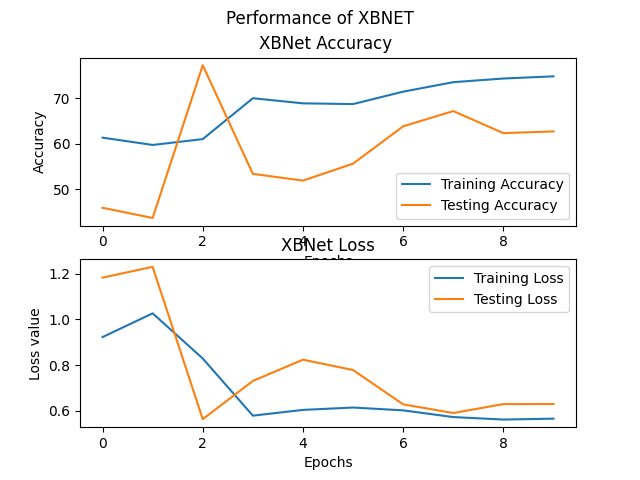 Performance of XBNET
XBNet Accuracy
Accuracy
70
60
50
Training Accuracy
Testing Accuracy
0 2 4 6 8
Epochs
XBNet Loss
Loss value
1.2
1.0
0.8
0.6
Training Loss
Testing Loss
0 2 4 6 8
Epochs